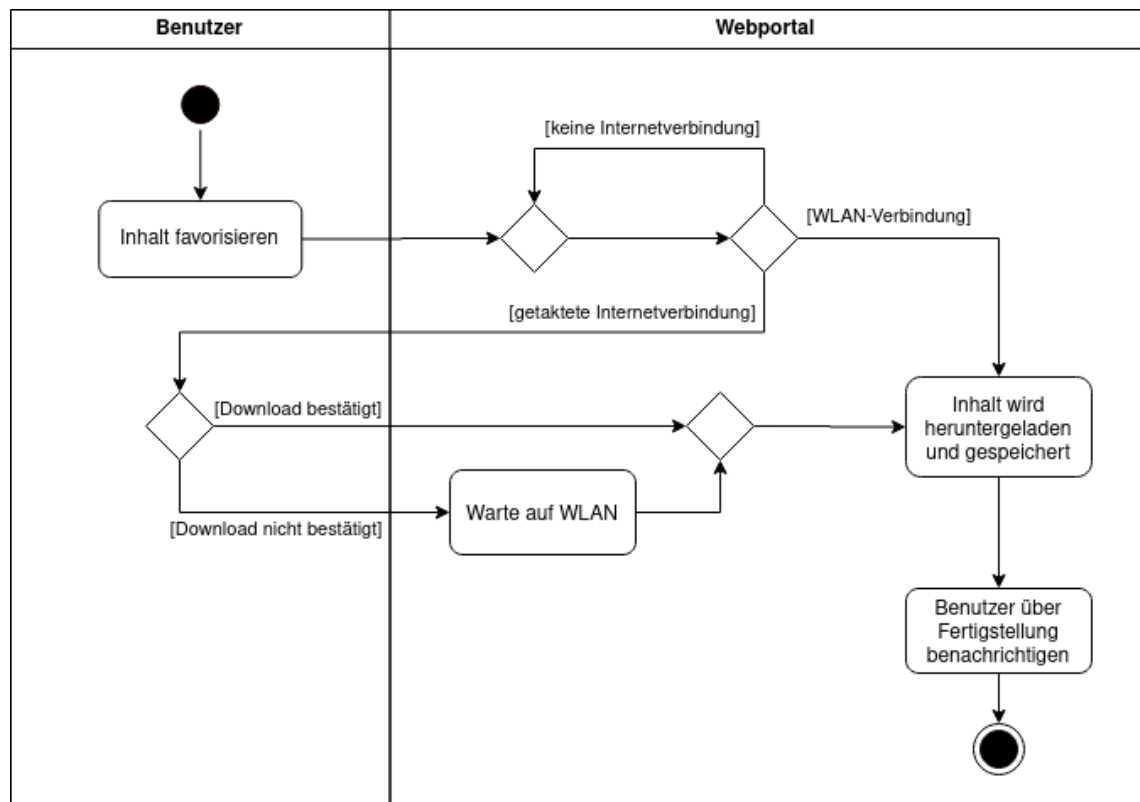 Benutzer
Webportal
[keine Internetverbindung]
[WLAN-Verbindung]
Inhalt favorisieren
[getaktete Internetverbindung]
[Download bestätigt]
Inhalt wird
heruntergeladen
und gespeichert
Warte auf WLAN
[Download nicht bestätigt]
Benutzer über
Fertigstellung
benachrichtigen